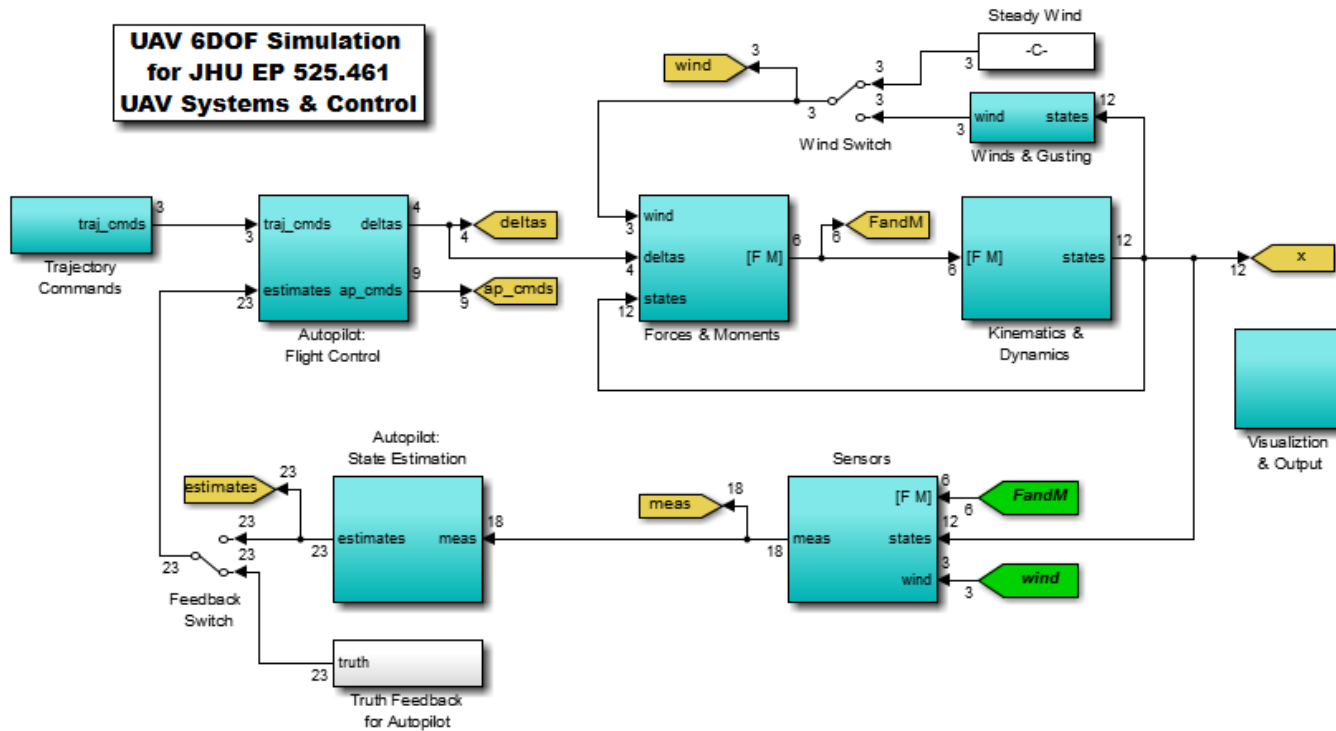 UAV 6DOF Simulation
for JHU EP 525.461
UAV Systems & Control
Steady Wind
-C-
3
wind
3
3
3
3
Wind Switch
wind
states
3
12
Winds & Gusting
traj_cmds
3
Trajectory
Commands
traj_cmds
deltas
3
4
estimates
ap_cmds
23
9
Autopilot:
Flight Control
deltas
4
ap_cmds
9
wind
3
deltas
[F M]
4
6
states
12
Forces & Moments
FandM
6
[F M]
states
6
12
Kinematics &
Dynamics
x
12
Visualiztion
& Output
Autopilot:
State Estimation
estimates
23
estimates
meas
23
18
23
23
23
Feedback
Switch
truth
23
Truth Feedback
for Autopilot
meas
18
Sensors
[F M]
6
meas
states
18
12
wind
3
FandM
6
wind
3